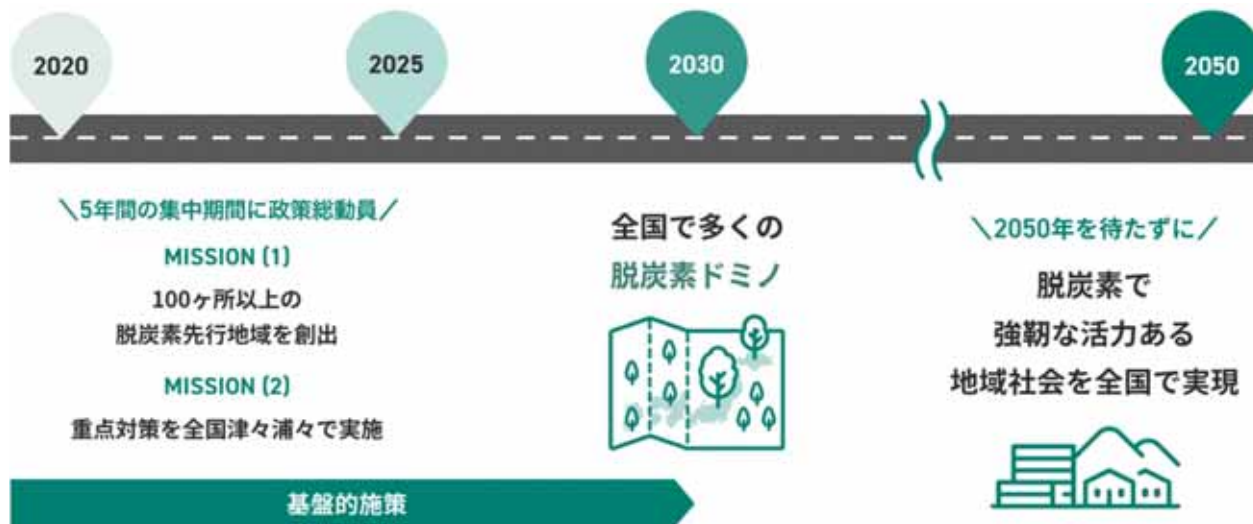 2020
2025
2030
2050
＼5年間の集中期間に政策総動員／
MISSION (1)
100ヶ所以上の
脱炭素先行地域を創出
MISSION (2)
重点対策を全国津々浦々で実施
全国で多くの
脱炭素ドミノ
＼2050年を待たずに／
脱炭素で
強靭な活力ある
地域社会を全国で実現
基盤的施策